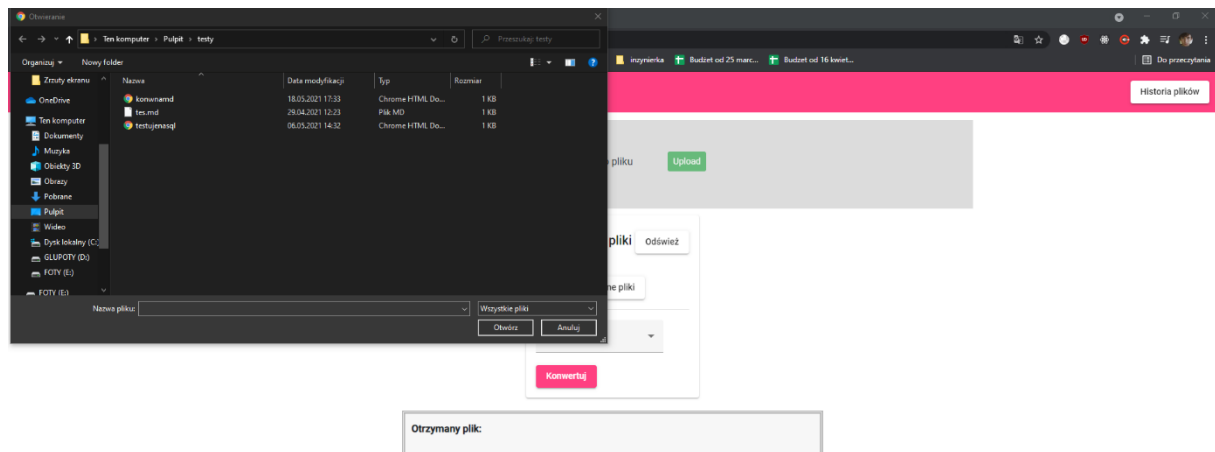 Otwieranie
Ten komputer › Pulpit › testy
Przeszukaj: testy
Organizuj
Nowy folder
Zrzuty ekranu
OneDrive
Ten komputer
Dokumenty
Muzyka
Obiekty 3D
Obrazy
Pobrane
Pulpit
Wideo
Dysk lokalny (C:)
GLUPOTY (D:)
FOTY (E:)
FOTY (E:)
Nazwa Data modyfikacji Typ Rozmiar
konwnamd 18.05.2021 17:33 Chrome HTML Do... 1 KB
tes.md 29.04.2021 12:23 Plik MD 1 KB
testujenasql 06.05.2021 14:32 Chrome HTML Do... 1 KB
Nazwa pliku:
Wszystkie pliki
Otwórz Anuluj
inzynierka Budżet od 25 marc... Budżet od 16 kwiet...
Do przeczytania
Historia plików
pliku Upload
pliki Odśwież
ne pliki
Konwertuj
Otrzymany plik: